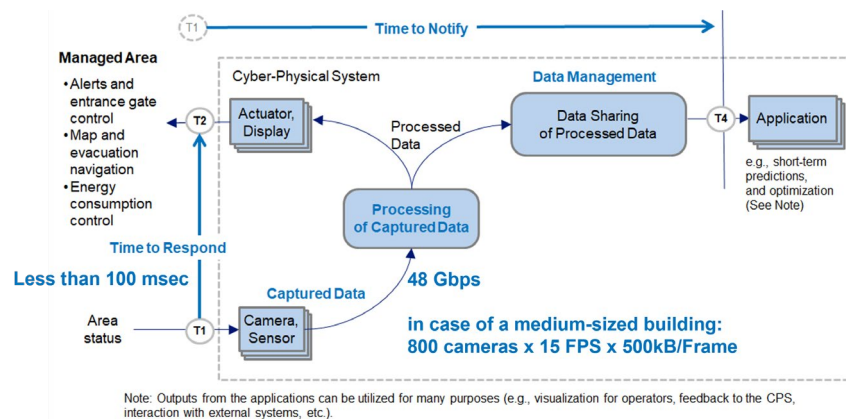 T1
Time to Notify
Managed Area
•Alerts and
entrance gate
control
•Map and
evacuation
navigation
•Energy
consumption
control
Cyber-Physical System
Data Management
T2
Actuator,
Display
Processed
Data
Data Sharing
of Processed Data
T4
Application
e.g., short-term
predictions,
and optimization
(See Note)
Processing
of Captured Data
Time to Respond
Less than 100 msec
Captured Data
48 Gbps
Area
status
T1
Camera,
Sensor
in case of a medium-sized building:
800 cameras x 15 FPS x 500kB/Frame
Note: Outputs from the applications can be utilized for many purposes (e.g., visualization for operators, feedback to the CPS,
interaction with external systems, etc.).